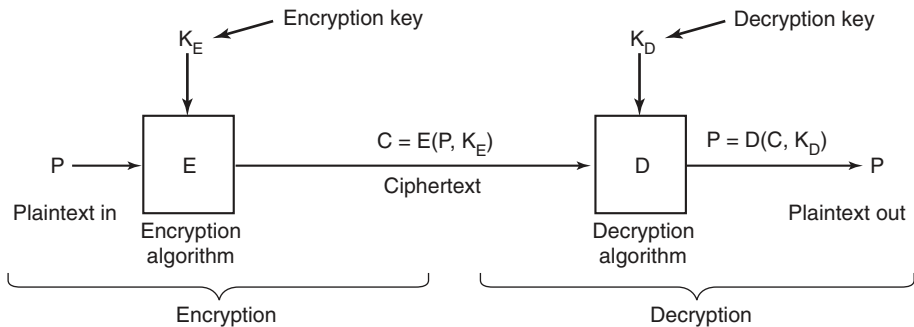 Encryption key
Decryption key
K_E
K_D
C = E(P, K_E)
P = D(C, K_D)
P
E
D
P
Ciphertext
Plaintext in
Plaintext out
Encryption
algorithm
Decryption
algorithm
Encryption
Decryption